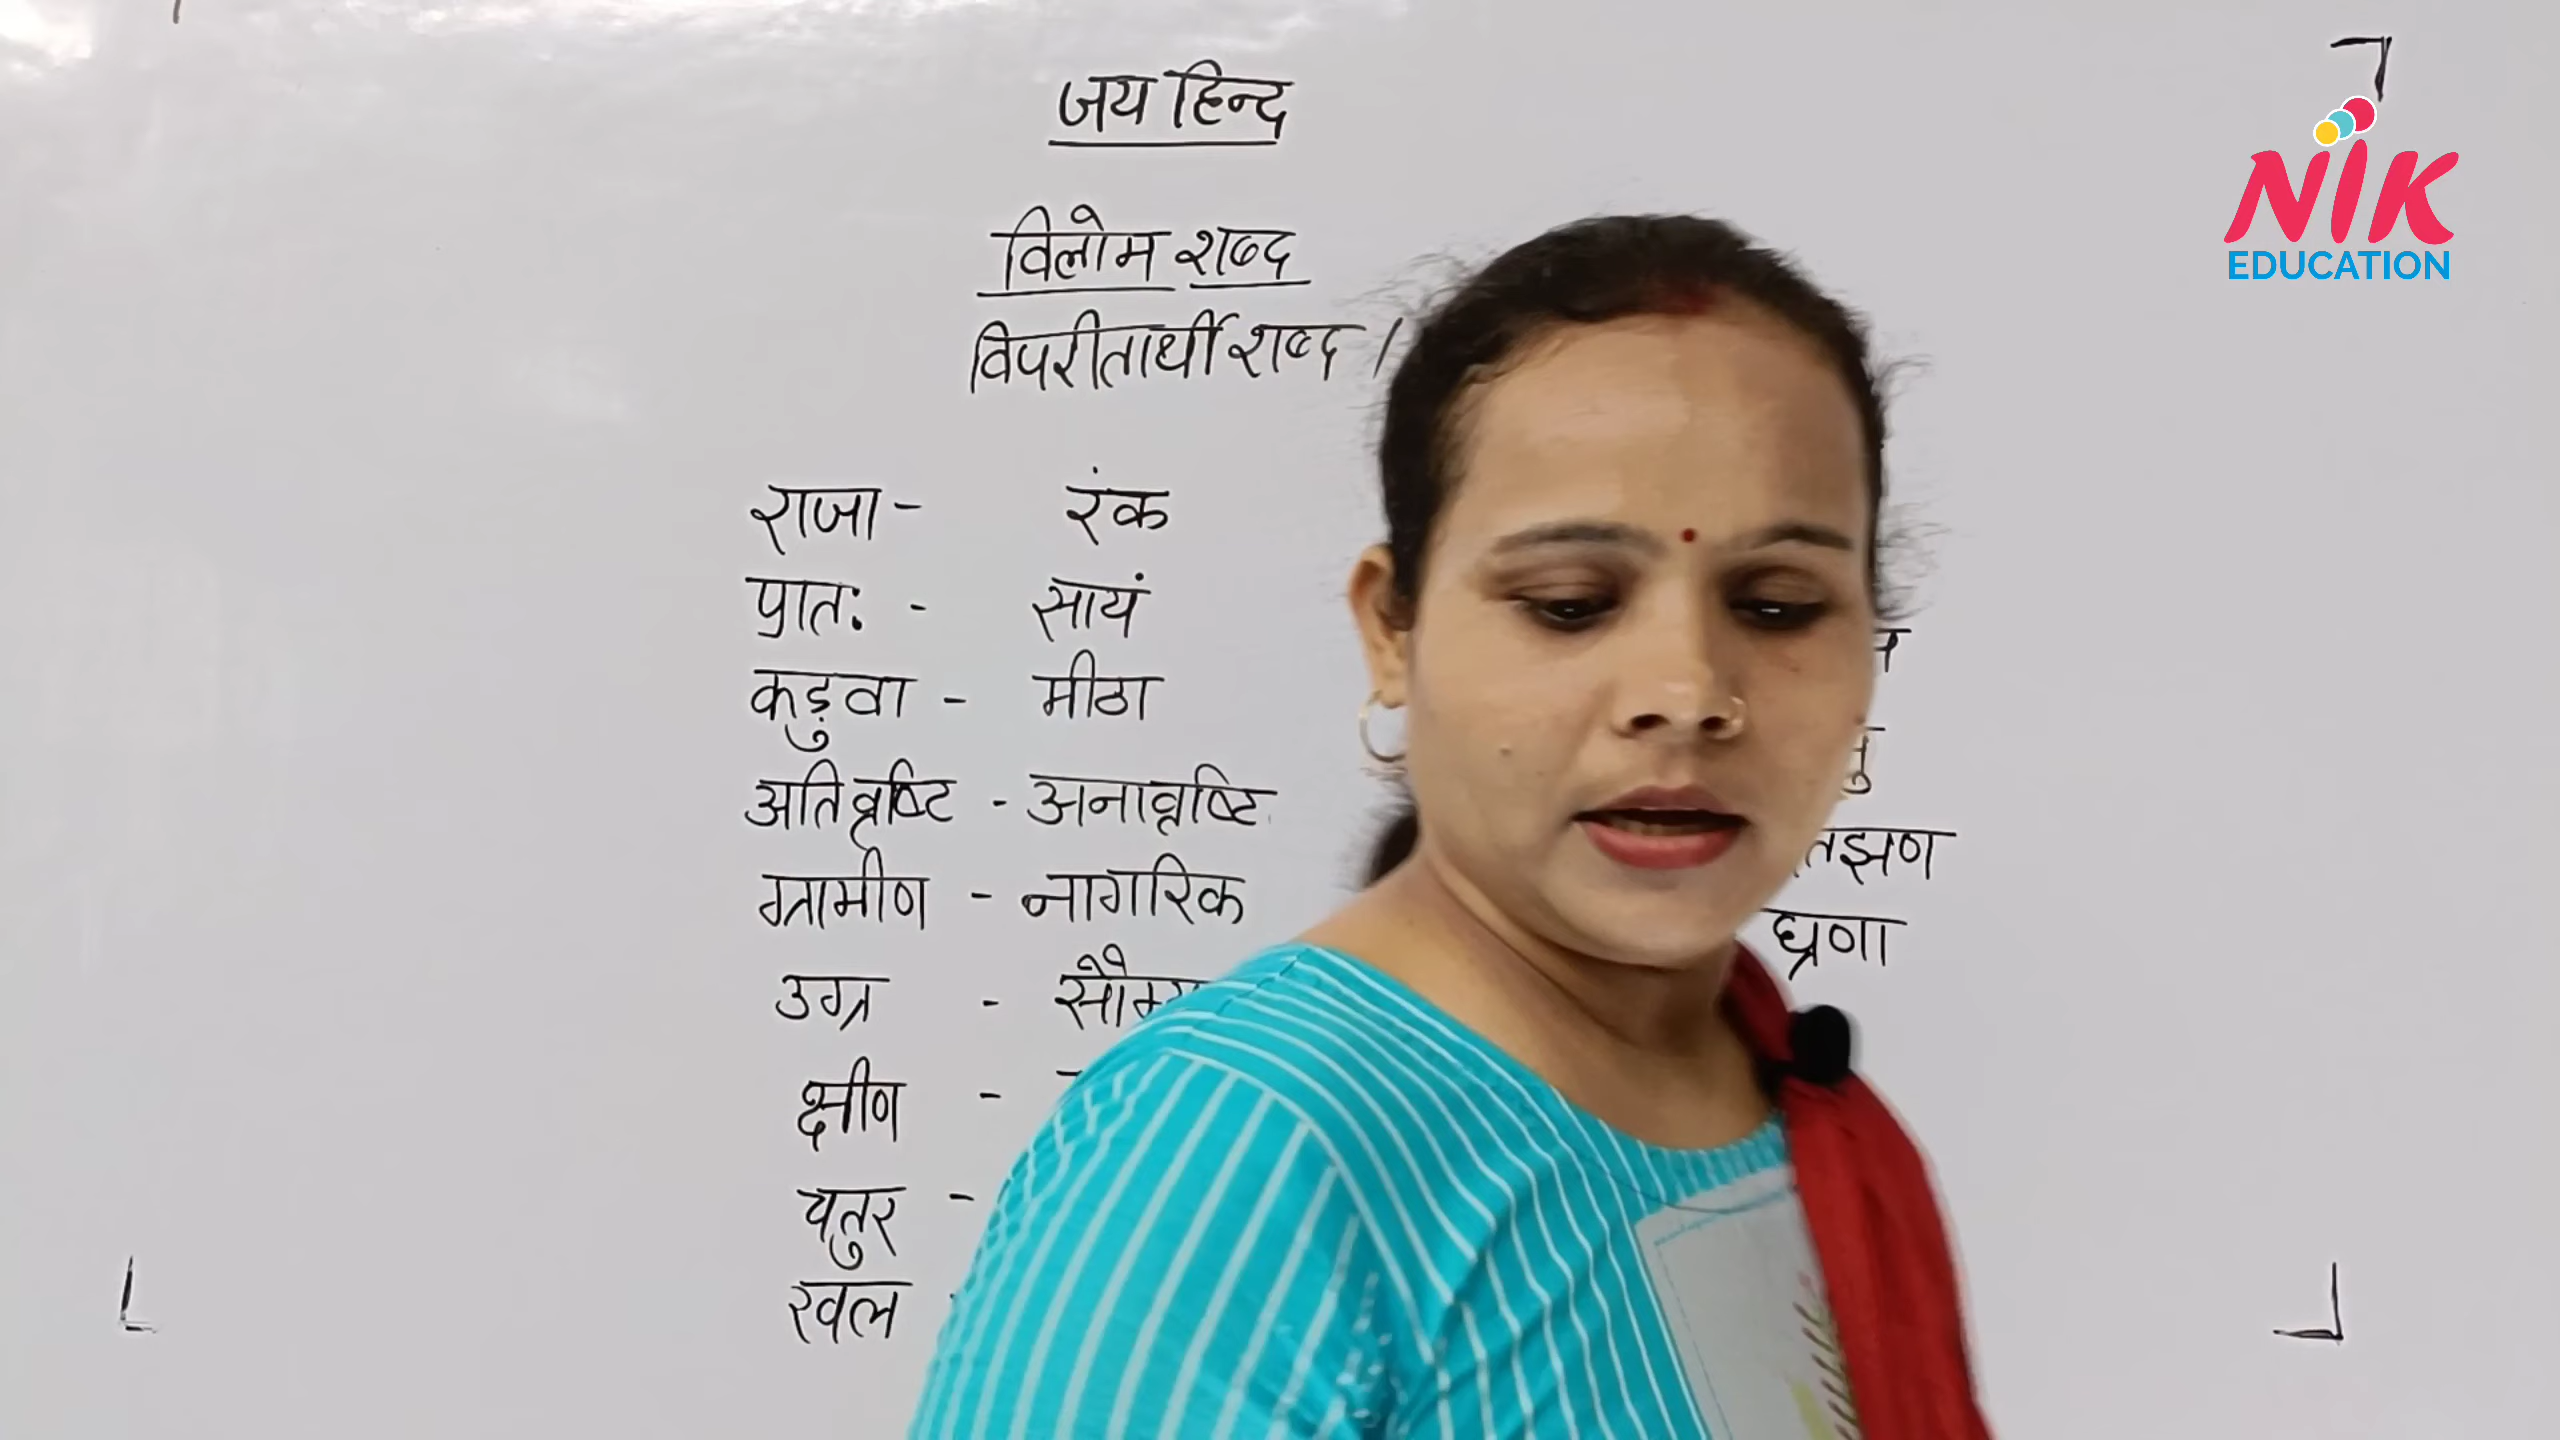 जय हिन्द
NIK
EDUCATION
विलोम शब्द
विपरीतार्थी शब्द ।
राजा - रंक
प्रातः - सायं
कड़ुवा - मीठा
अतिवृष्टि - अनावृष्टि
ग्रामीण - नागरिक
घृणा
उग्र -
क्षीण -
चतुर -
खल